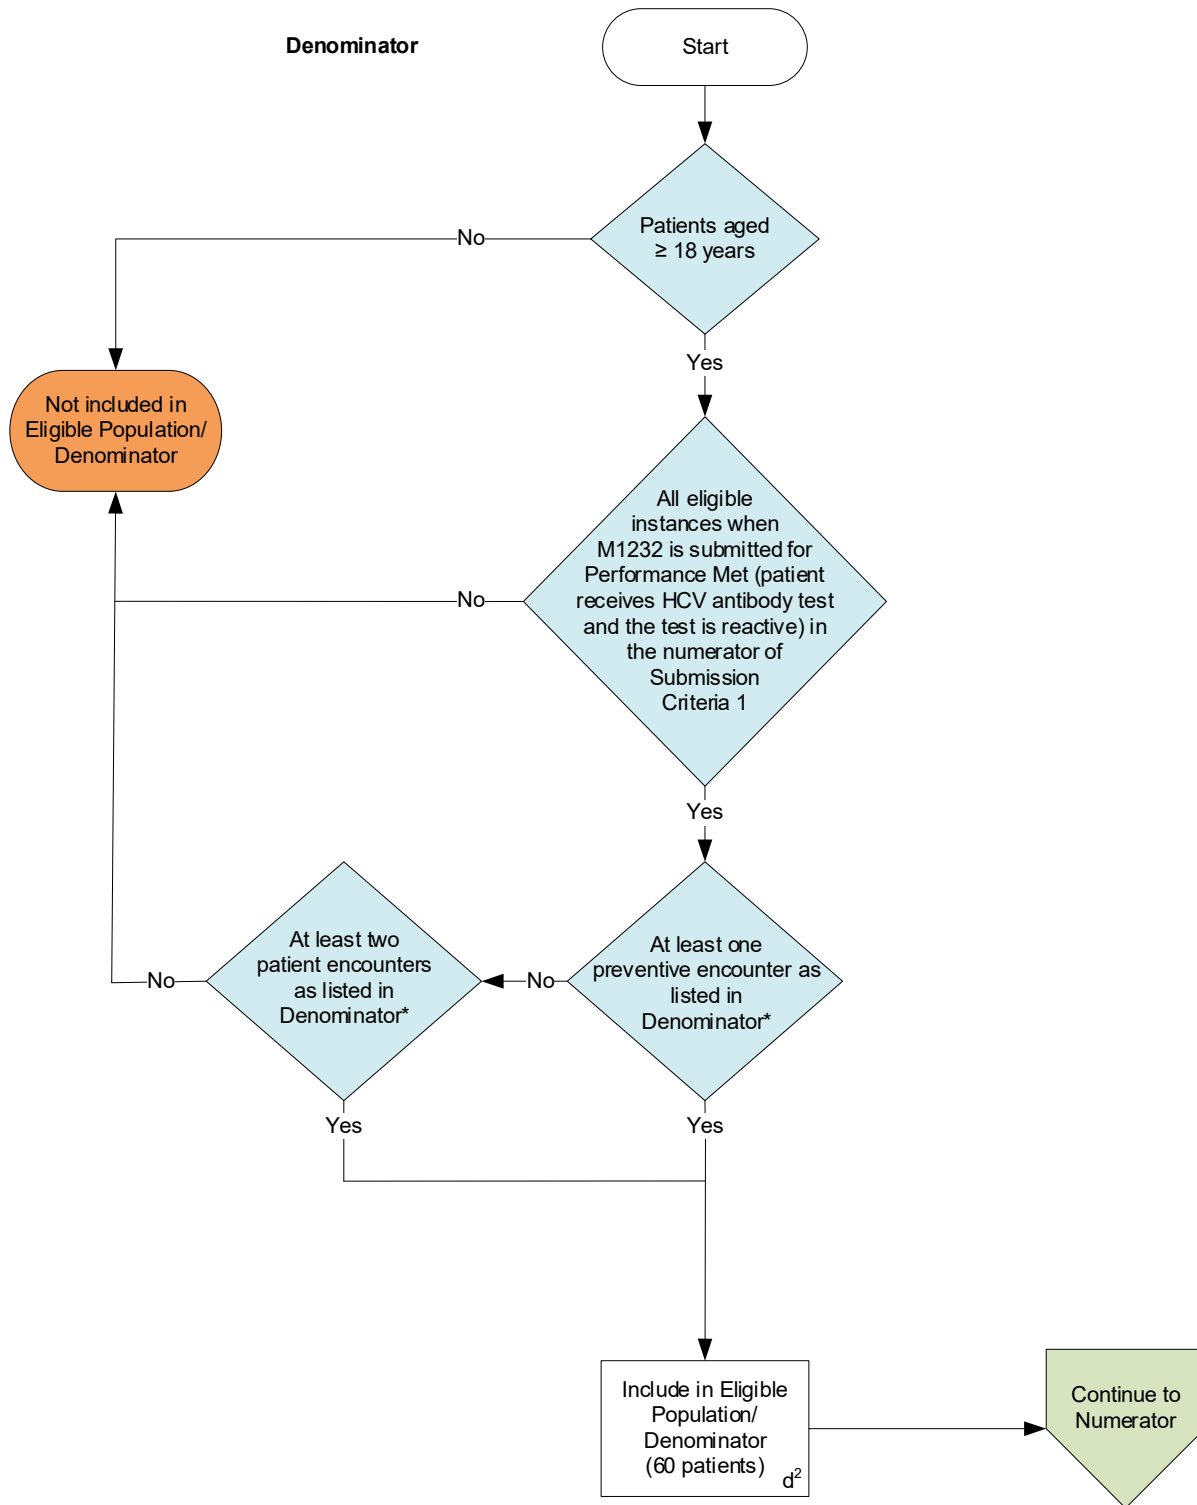 Denominator
Start
Patients aged
≥ 18 years
No
Yes
Not included in
Eligible Population/
Denominator
All eligible
instances when
M1232 is submitted for
Performance Met (patient
receives HCV antibody test
and the test is reactive) in
the numerator of
Submission
Criteria 1
No
Yes
At least two
patient encounters
as listed in
Denominator*
At least one
preventive encounter as
listed in
Denominator*
No
No
Yes
Yes
Include in Eligible
Population/
Denominator
(60 patients)
d²
Continue to
Numerator